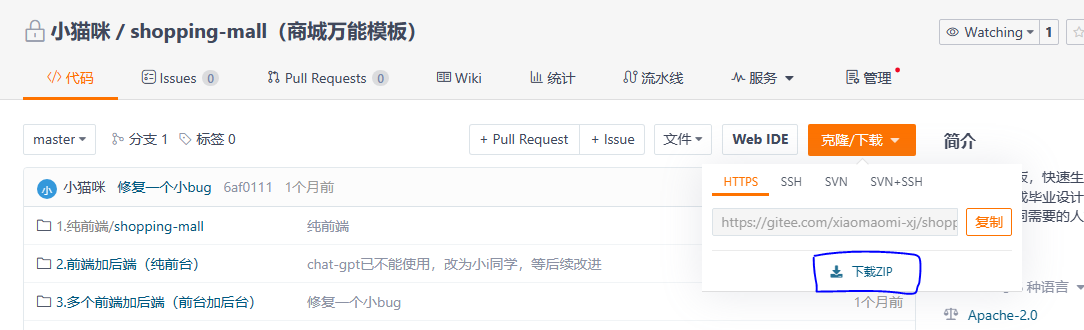 小猫咪 / shopping-mall（商城万能模板）
Watching 1
代码 Issues 0 Pull Requests 0 Wiki 统计 流水线 服务 管理
master 分支 1 标签 0 + Pull Request + Issue 文件 Web IDE 克隆/下载 简介
小 小猫咪 修复一个小bug 6af0111 1个月前
HTTPS SSH SVN SVN+SSH
，快速生
成毕业设计
https://gitee.com/xiaomaomi-xj/shopp 复制
需要的人
1.纯前端/shopping-mall 纯前端
2.前端加后端（纯前台） chat-gpt已不能使用，改为小i同学，等后续改进
下载ZIP
种语言
3.多个前端加后端（前台加后台） 修复一个小bug 1个月前
Apache-2.0